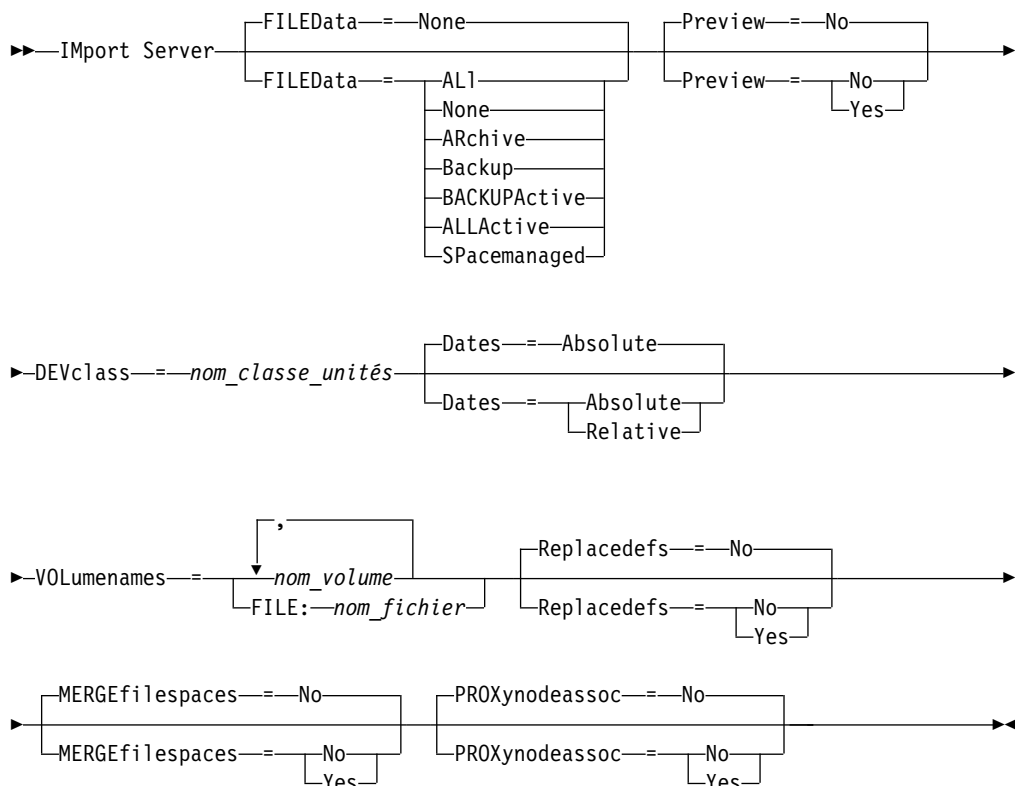 FILEData = None Preview = No
IMport Server
FILEData = ALl Preview = No
None Yes
ARchive
Backup
BACKUPActive
ALLActive
SPacemanaged
Dates = Absolute
DEVclass = nom_classe_unités
Dates = Absolute
Relative
,
Replacedefs = No
VOLumenames = nom_volume
FILE: nom_fichier Replacedefs = No
Yes
MERGEfilespaces = No PROXynodeassoc = No
MERGEfilespaces = No PROXynodeassoc = No
Yes Yes